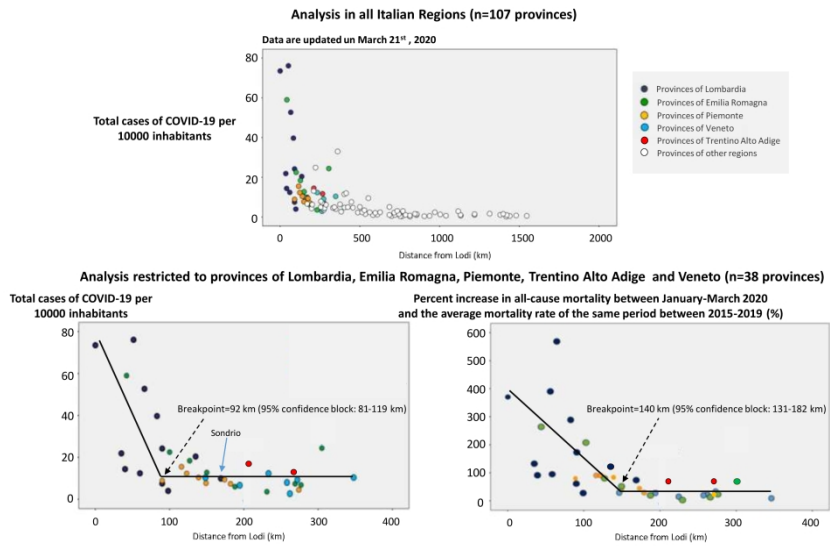 Analysis in all Italian Regions (n=107 provinces)
Data are updated un March 21st, 2020
80
60
40
20
0
Total cases of COVID-19 per
10000 inhabitants
0 500 1000 1500 2000
Distance from Lodi (km)
Provinces of Lombardia
Provinces of Emilia Romagna
Provinces of Piemonte
Provinces of Veneto
Provinces of Trentino Alto Adige
Provinces of other regions
Analysis restricted to provinces of Lombardia, Emilia Romagna, Piemonte, Trentino Alto Adige and Veneto (n=38 provinces)
Total cases of COVID-19 per
10000 inhabitants
80
60
40
20
0
Breakpoint=92 km (95% confidence block: 81-119 km)
Sondrio
0 100 200 300 400
Distance from Lodi (km)
Percent increase in all-cause mortality between January-March 2020
and the average mortality rate of the same period between 2015-2019 (%)
600
500
400
300
200
100
0
Breakpoint=140 km (95% confidence block: 131-182 km)
0 100 200 300 400
Distance from Lodi (km)